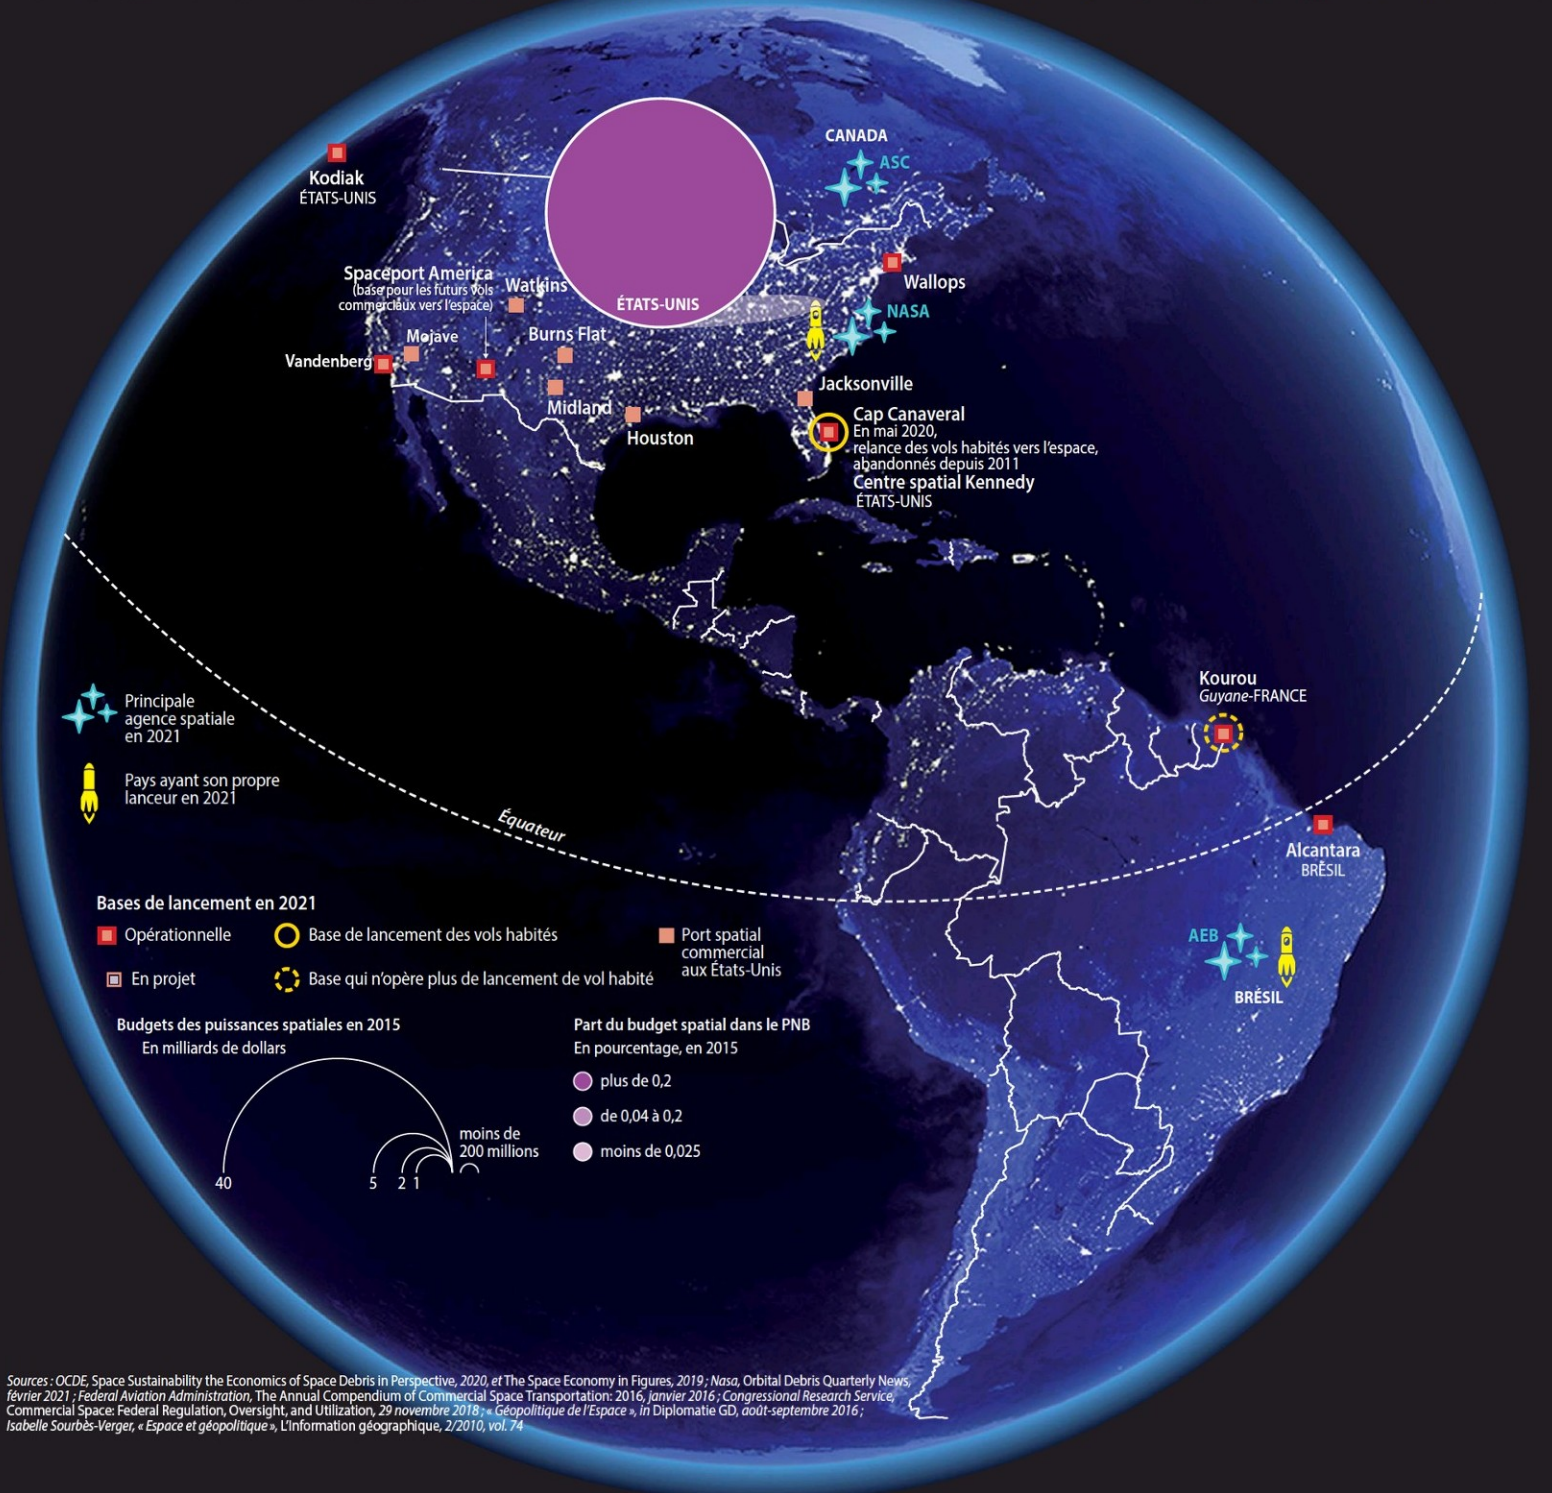 CANADA
ASC
Kodiak
ÉTATS-UNIS
Wallops
Spaceport America
(base pour les futurs vols
commerciaux vers l'espace)
Watkins
ÉTATS-UNIS
NASA
Mojave
Burns Flat
Vandenberg
Jacksonville
Midland
Houston
Cap Canaveral
En mai 2020,
relance des vols habités vers l'espace,
abandonnés depuis 2011
Centre spatial Kennedy
ÉTATS-UNIS
Kourou
Guyane-FRANCE
Principale
agence spatiale
en 2021
Pays ayant son propre
lanceur en 2021
Équateur
Alcantara
BRÉSIL
AEB
BRÉSIL
Bases de lancement en 2021
Opérationnelle
Base de lancement des vols habités
Port spatial
commercial
aux États-Unis
En projet
Base qui n'opère plus de lancement de vol habité
Budgets des puissances spatiales en 2015
En milliards de dollars
moins de
200 millions
40 5 2 1
Part du budget spatial dans le PNB
En pourcentage, en 2015
plus de 0,2
de 0,04 à 0,2
moins de 0,025
Sources : OCDE, Space Sustainability the Economics of Space Debris in Perspective, 2020, et The Space Economy in Figures, 2019 ; Nasa, Orbital Debris Quarterly News,
février 2021 ; Federal Aviation Administration, The Annual Compendium of Commercial Space Transportation: 2016, janvier 2016 ; Congressional Research Service,
Commercial Space: Federal Regulation, Oversight, and Utilization, 29 novembre 2018 ; « Géopolitique de l'Espace », in Diplomatie GD, août-septembre 2016 ;
Isabelle Sourbès-Verger, « Espace et géopolitique », L'Information géographique, 2/2010, vol. 74